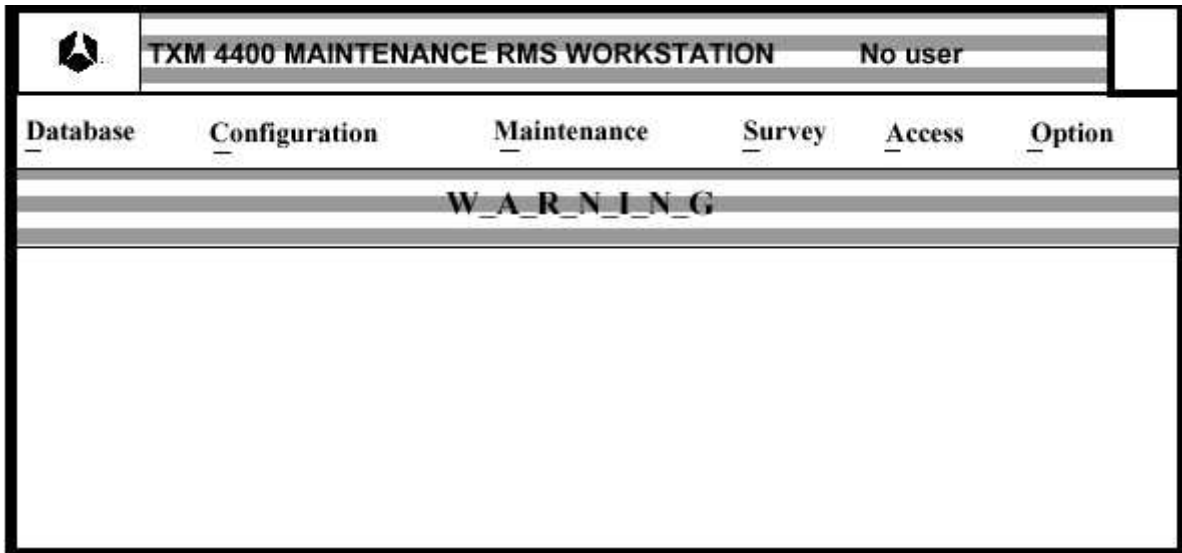 TXM 4400 MAINTENANCE RMS WORKSTATION No user
Database Configuration Maintenance Survey Access Option
W_A_R_N_I_N_G